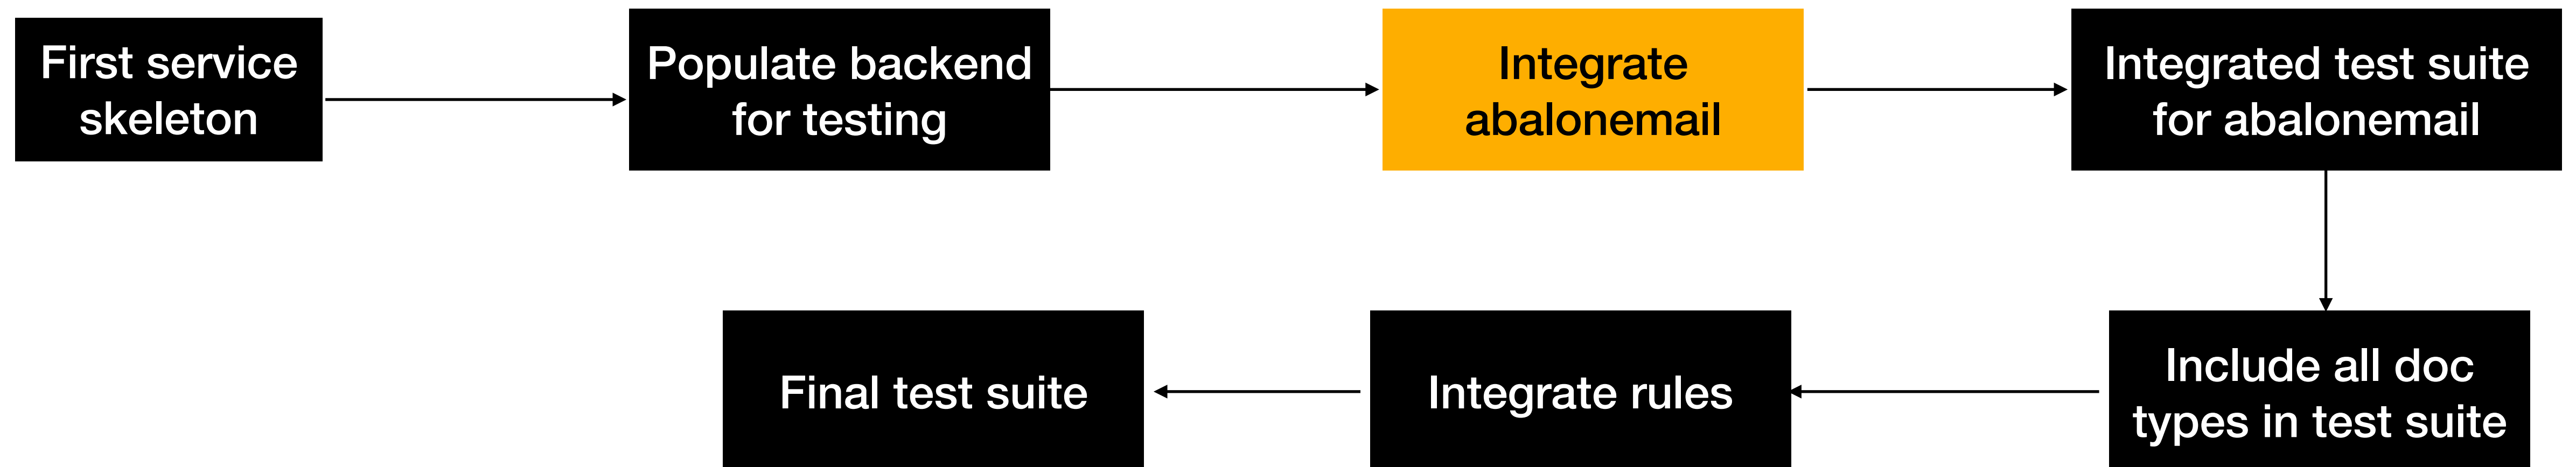 First service
skeleton
Populate backend
for testing
Integrate
abalonemail
Integrated test suite
for abalonemail
Include all doc
types in test suite
Integrate rules
Final test suite